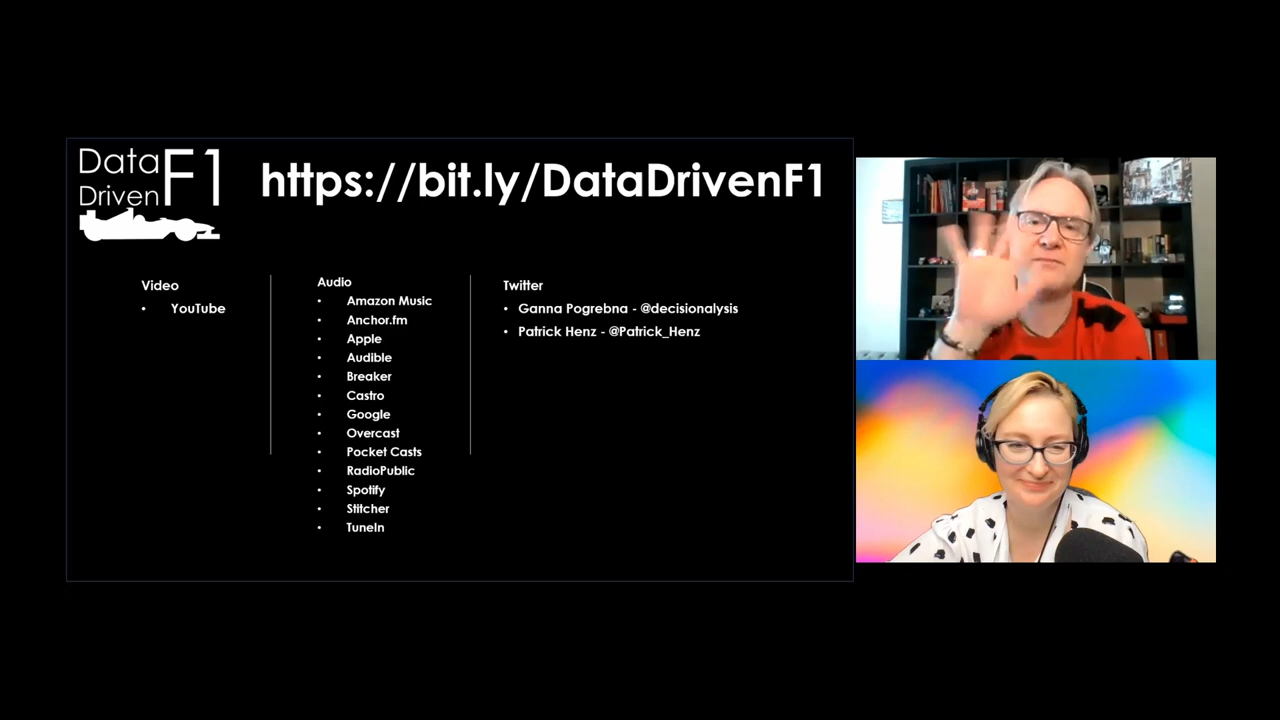 Data
Driven
F1
https://bit.ly/DataDrivenF1
Video
• YouTube
Audio
• Amazon Music
• Anchor.fm
• Apple
• Audible
• Breaker
• Castro
• Google
• Overcast
• Pocket Casts
• RadioPublic
• Spotify
• Stitcher
• TuneIn
Twitter
• Ganna Pogrebna - @decisionalysis
• Patrick Henz - @Patrick_Henz